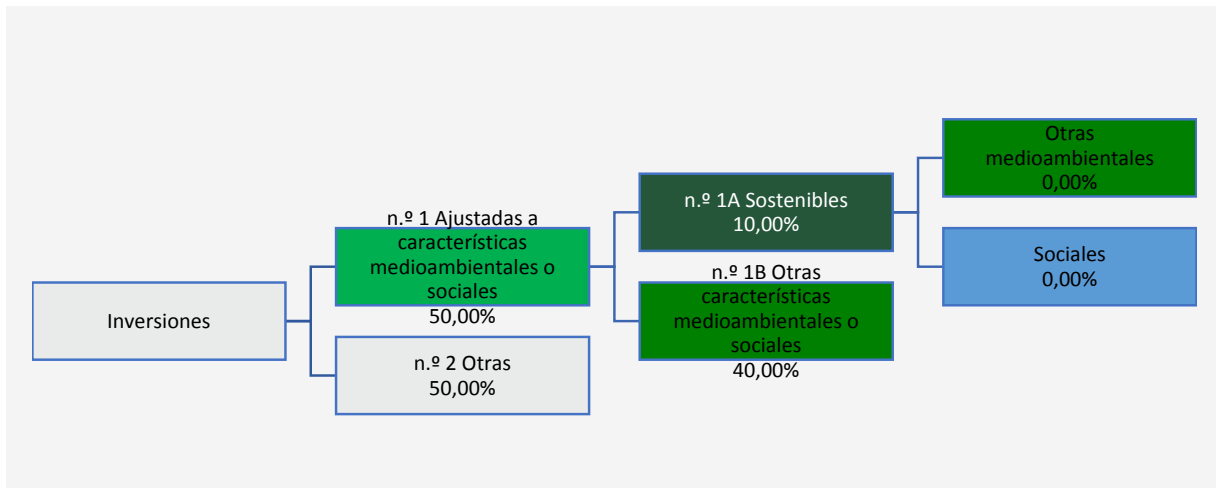 Inversiones
n.º 1 Ajustadas a
características
medioambientales o
sociales
50,00%
n.º 2 Otras
50,00%
n.º 1A Sostenibles
10,00%
n.º 1B Otras
características
medioambientales o
sociales
40,00%
Otras
medioambientales
0,00%
Sociales
0,00%